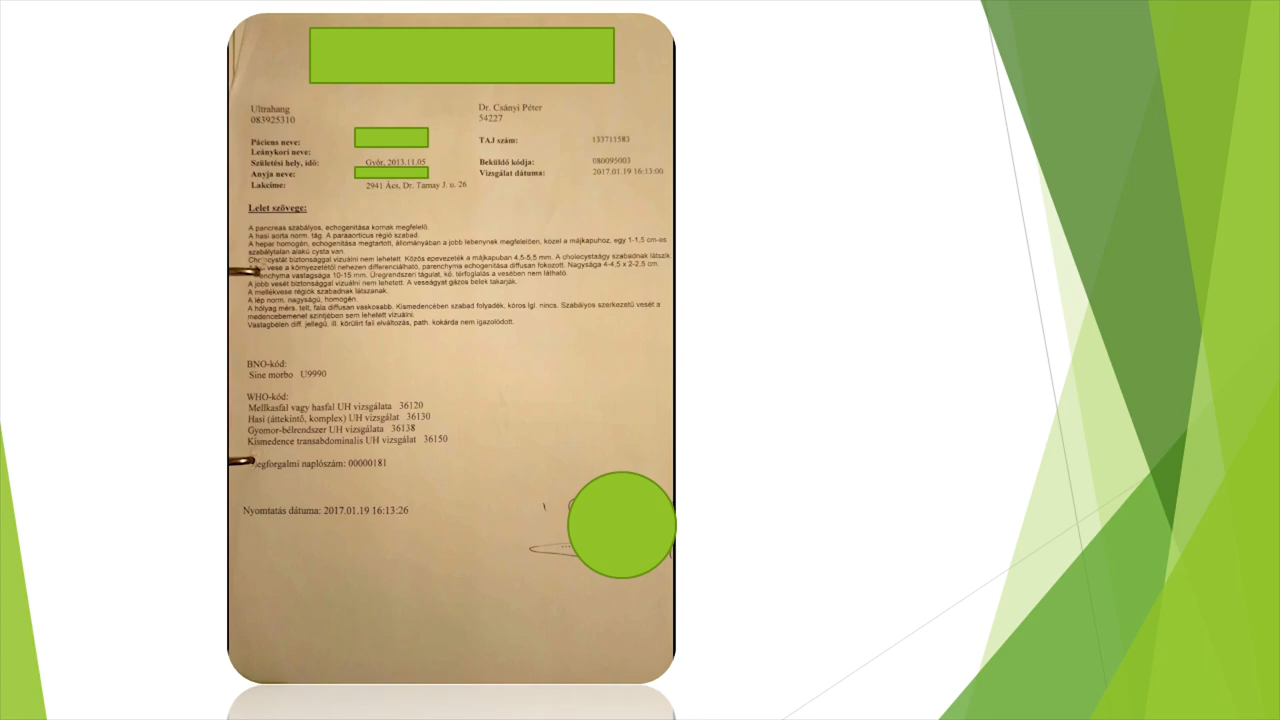 Ultrahang
083925310
Dr. Csányi Péter
54227
Páciens neve:
Leánykori neve:
Születési hely, idő: Győr, 2013.11.05
Anyja neve:
Lakcíme: 2941 Ács, Dr. Tarnay J. u. 26
TAJ szám: 133711583
Beküldő kódja: 080095003
Vizsgálat dátuma: 2017.01.19 16:13:00
Lelet szövege:
A pancreas szabályos, echogenitása kornak megfelelő.
A hasi aorta norm. tág. A paraaorticus régió szabad.
A hepar homogén, echogenitása megtartott, állományában a jobb lebenynek megfelelően, közel a májkapuhoz, egy 1-1,5 cm-es
szabálytalan alakú cysta van.
biztonsággal vizuálni nem lehetett. Közös epevezeték a májkapuban 4,5-5,5 mm. A cholecystaágy szabadnak látszik.
vese a környezetétől nehezen differenciálható, parenchyma echogenitása diffusan fokozott. Nagysága 4-4,5 x 2-2,5 cm.
vastagsága 10-15 mm. Üregrendszeri tágulat, kő, térfoglalás a vesében nem látható.
A jobb vesét biztonsággal vizuálni nem lehetett. A veseágyat gázos belek takarják.
A mellékvese régiók szabadnak látszanak.
A lép norm. nagyságú, homogén.
A hólyag mérs. telt, fala diffusan vaskosabb. Kismedencében szabad folyadék, kóros lgl. nincs. Szabályos szerkezetű vesét a
medencebemenet szintjében sem lehetett vizuálni.
Vastagbélen diff. jellegű, ill. körülírt fali elváltozás, path. kokárda nem igazolódott.
BNO-kód:
Sine morbo U9990
WHO-kód:
Mellkasfal vagy hasfal UH vizsgálata 36120
Hasi (áttekintő, komplex) UH vizsgálat 36130
Gyomor-bélrendszer UH vizsgálata 36138
Kismedence transabdominalis UH vizsgálat 36150
naplószám: 00000181
Nyomtatás dátuma: 2017.01.19 16:13:26